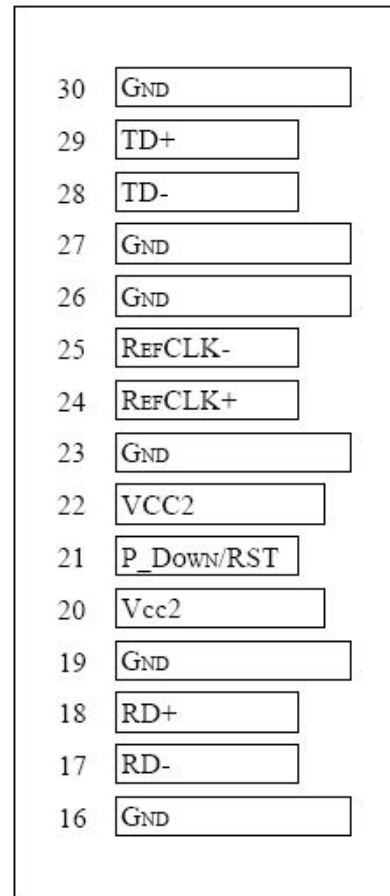 30 GND
29 TD+
28 TD-
27 GND
26 GND
25 REFCLK-
24 REFCLK+
23 GND
22 VCC2
21 P_DOWN/RST
20 Vcc2
19 GND
18 RD+
17 RD-
16 GND